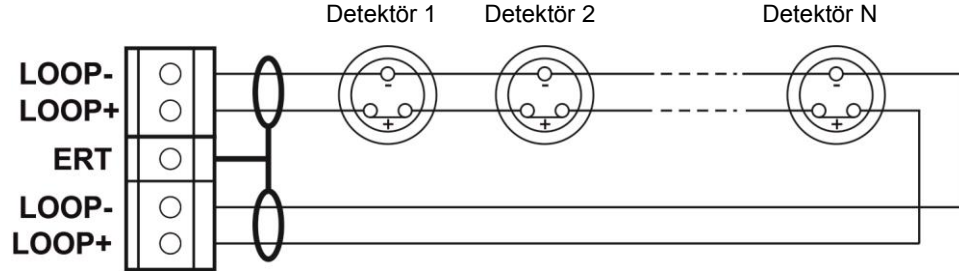 Detektör 1 Detektör 2 Detektör N
LOOP-
LOOP+
ERT
LOOP-
LOOP+
- - -
+ + +